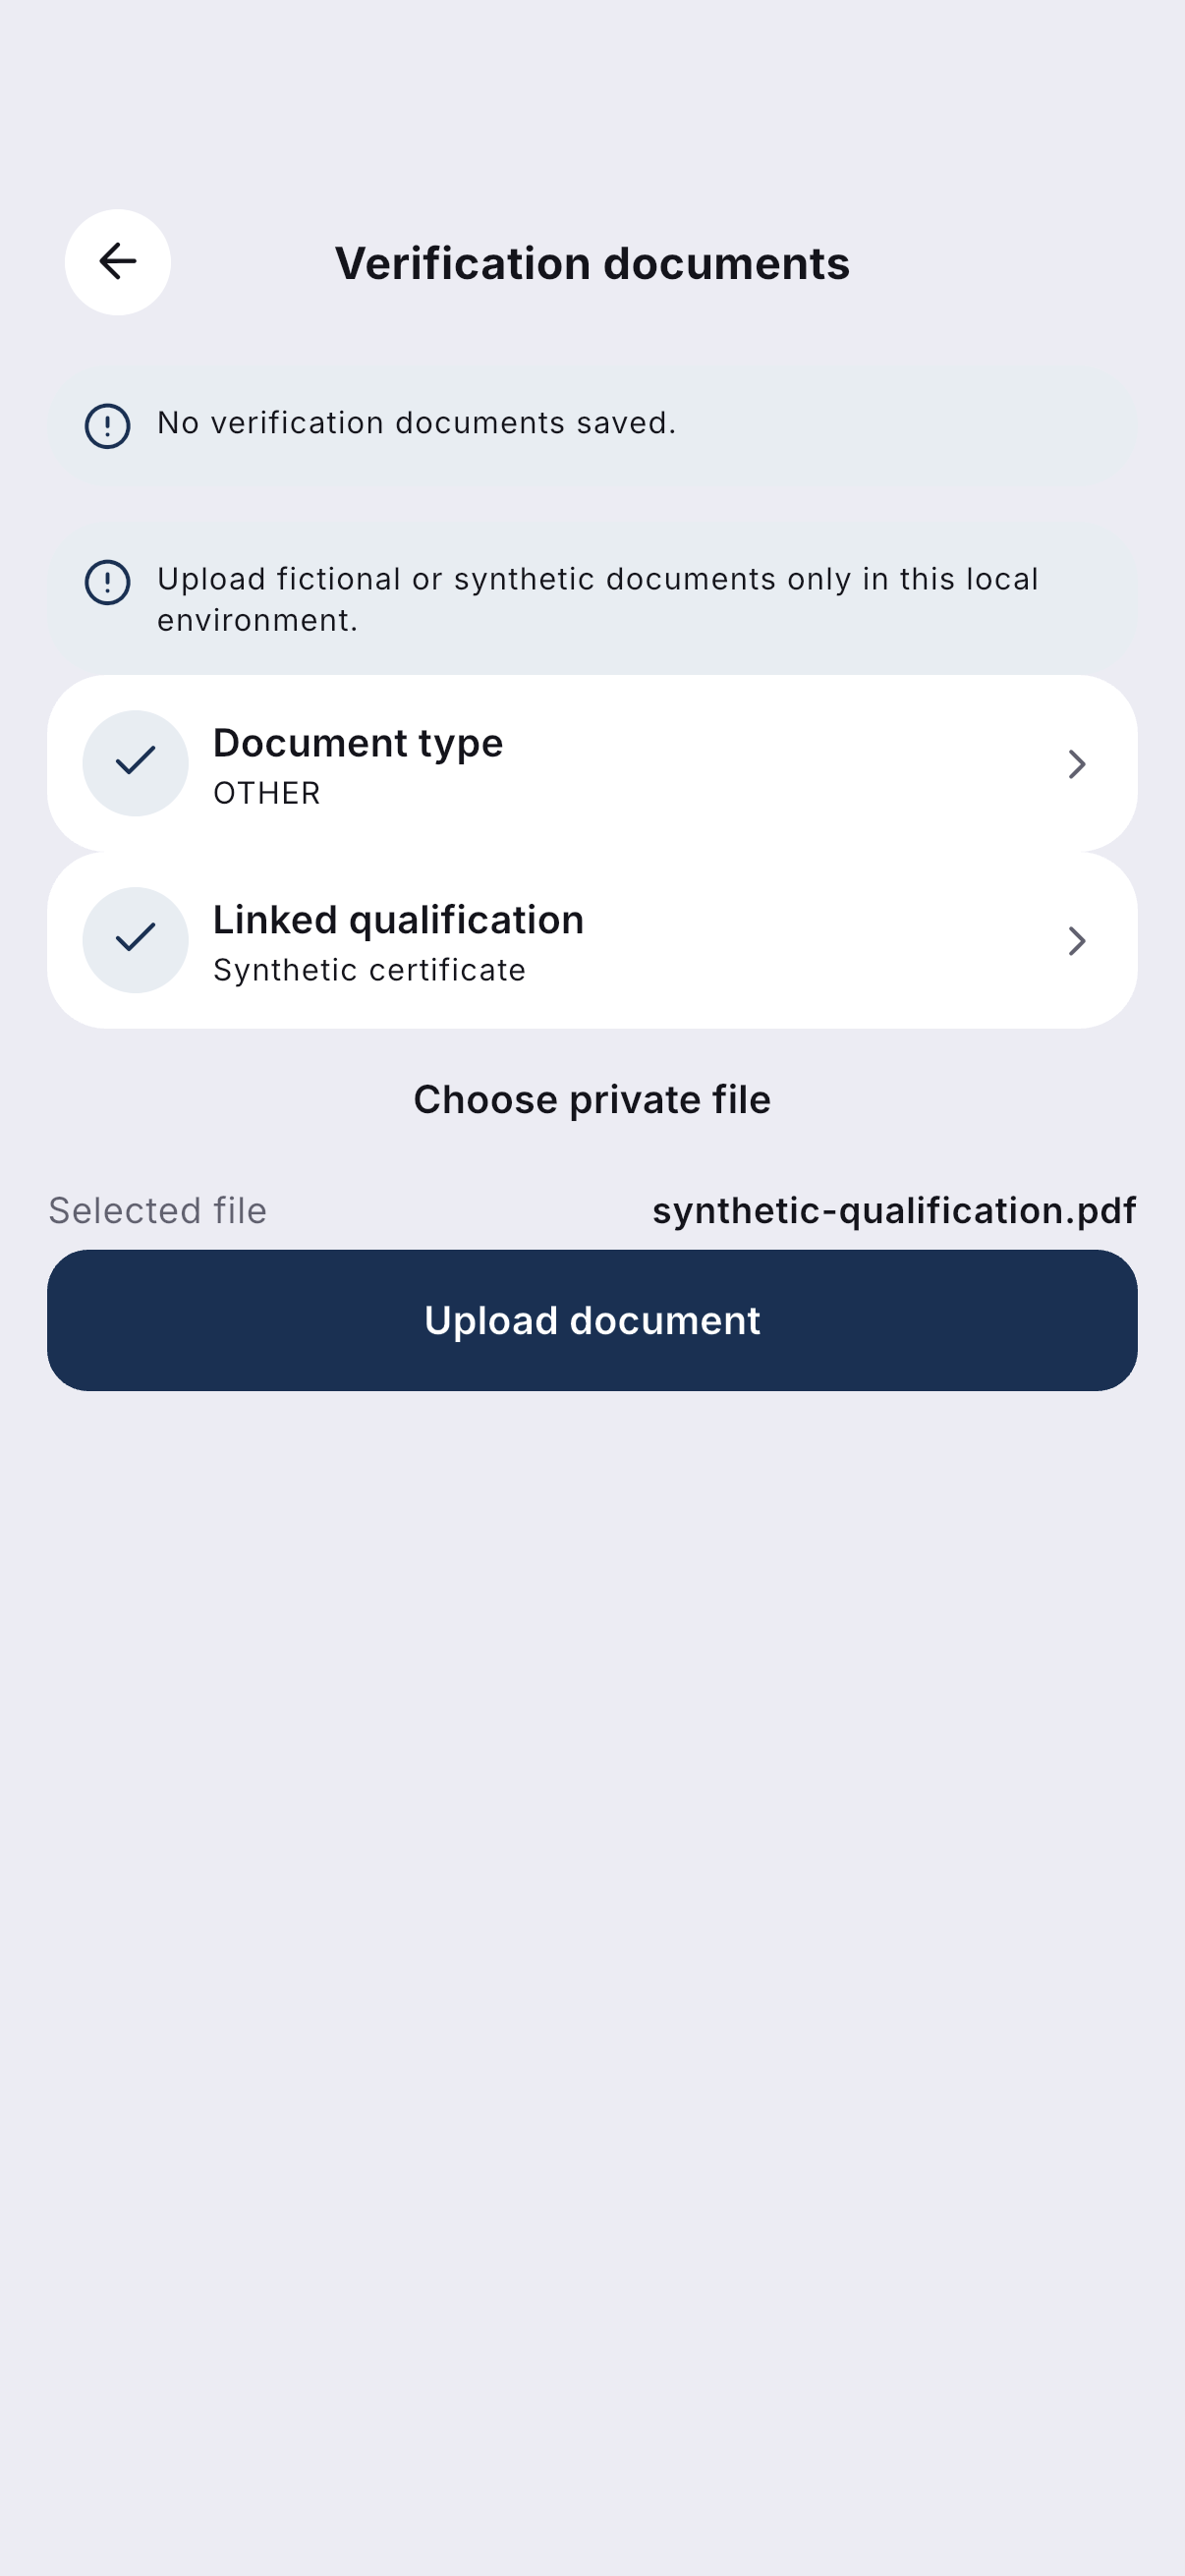 Verification documents
No verification documents saved.
Upload fictional or synthetic documents only in this local
environment.
Document type
OTHER
Linked qualification
Synthetic certificate
Choose private file
Selected file synthetic-qualification.pdf
Upload document